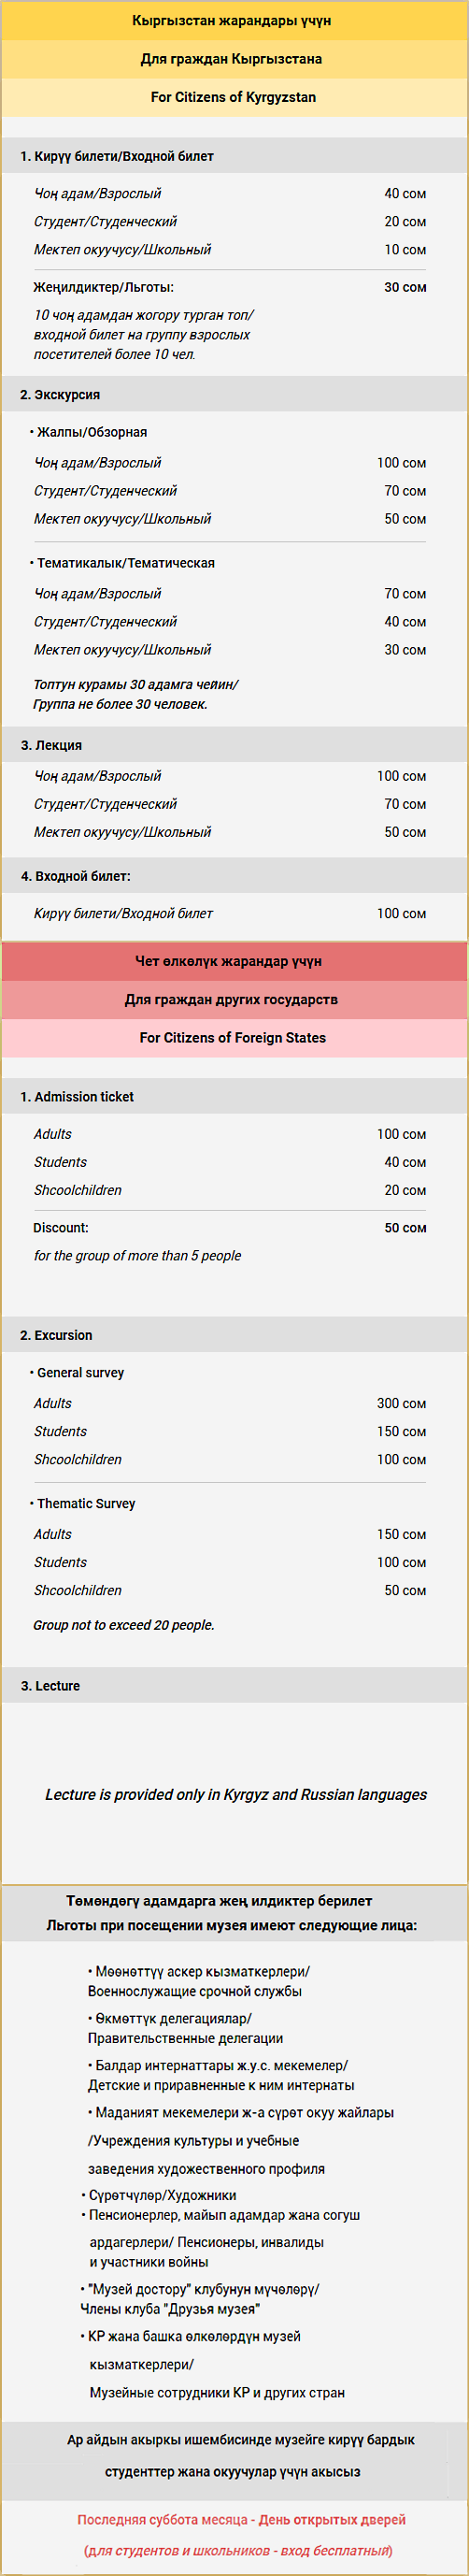 Кыргызстан жарандары үчүн
Для граждан Кыргызстана
For Citizens of Kyrgyzstan
1. Кирүү билети/Входной билет
Чоң адам/Взрослый 40 сом
Студент/Студенческий 20 сом
Мектеп окуучусу/Школьный 10 сом
Жеңилдиктер/Льготы: 30 сом
10 чоң адамдан жогору турган топ/
входной билет на группу взрослых
посетителей более 10 чел.
2. Экскурсия
• Жалпы/Обзорная
Чоң адам/Взрослый 100 сом
Студент/Студенческий 70 сом
Мектеп окуучусу/Школьный 50 сом
• Тематикалык/Тематическая
Чоң адам/Взрослый 70 сом
Студент/Студенческий 40 сом
Мектеп окуучусу/Школьный 30 сом
Топтун курамы 30 адамга чейин/
Группа не более 30 человек.
3. Лекция
Чоң адам/Взрослый 100 сом
Студент/Студенческий 70 сом
Мектеп окуучусу/Школьный 50 сом
4. Входной билет:
Кирүү билети/Входной билет 100 сом
Чет өлкөлүк жарандар үчүн
Для граждан других государств
For Citizens of Foreign States
1. Admission ticket
Adults 100 сом
Students 40 сом
Shcoolchildren 20 сом
Discount: 50 сом
for the group of more than 5 people
2. Excursion
• General survey
Adults 300 сом
Students 150 сом
Shcoolchildren 100 сом
• Thematic Survey
Adults 150 сом
Students 100 сом
Shcoolchildren 50 сом
Group not to exceed 20 people.
3. Lecture
Lecture is provided only in Kyrgyz and Russian languages
Төмөндөгү адамдарга жең илдиктер берилет
Льготы при посещении музея имеют следующие лица:
• Мөөнөттүү аскер кызматкерлери/
Военнослужащие срочной службы
• Өкмөттүк делегациялар/
Правительственные делегации
• Балдар интернаттары ж.у.с. мекемелер/
Детские и приравненные к ним интернаты
• Маданият мекемелери ж-а сүрөт окуу жайлары
/Учреждения культуры и учебные
заведения художественного профиля
• Сүрөтчүлөр/Художники
• Пенсионерлер, майып адамдар жана согуш
ардагерлери/ Пенсионеры, инвалиды
и участники войны
• "Музей достору" клубунун мүчөлөрү/
Члены клуба "Друзья музея"
• КР жана башка өлкөлөрдүн музей
кызматкерлери/
Музейные сотрудники КР и других стран
Ар айдын акыркы ишембисинде музейге кирүү бардык
студенттер жана окуучулар үчүн акысыз
Последняя суббота месяца - День открытых дверей
(для студентов и школьников - вход бесплатный)